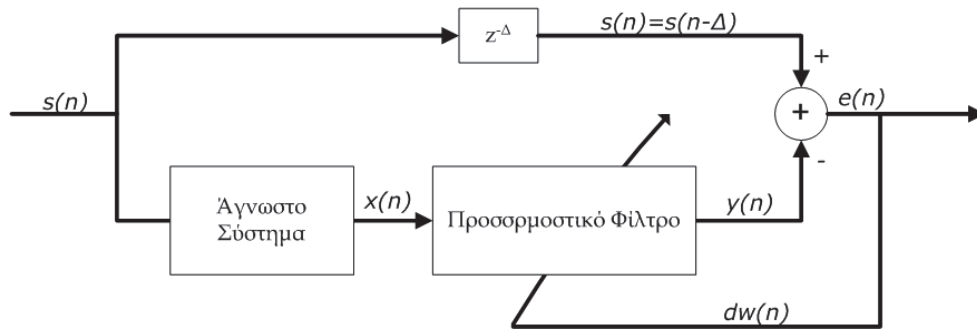 z-Δ
s(n)=s(n-Δ)
+
s(n)
+
e(n)
-
Άγνωστο
Σύστημα
x(n)
Προσαρμοστικό Φίλτρο
y(n)
dw(n)